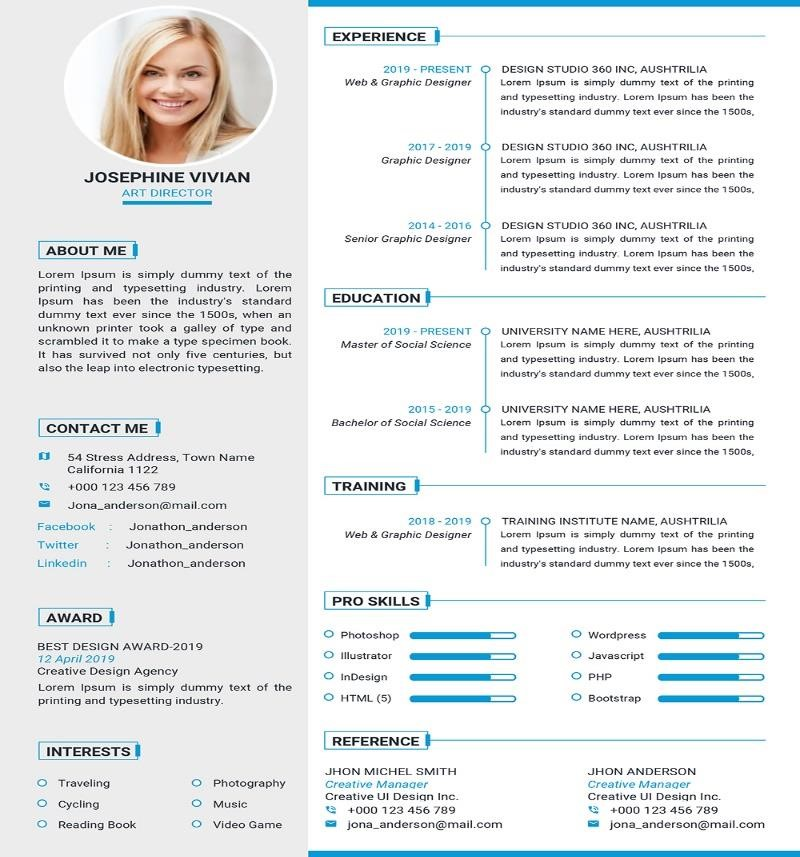 JOSEPHINE VIVIAN
ART DIRECTOR
ABOUT ME
Lorem Ipsum is simply dummy text of the
printing and typesetting industry. Lorem
Ipsum has been the industry's standard
dummy text ever since the 1500s, when an
unknown printer took a galley of type and
scrambled it to make a type specimen book.
It has survived not only five centuries, but
also the leap into electronic typesetting.
CONTACT ME
54 Stress Address, Town Name
California 1122
+000 123 456 789
Jona_anderson@mail.com
Facebook : Jonathon_anderson
Twitter : Jonathon_anderson
Linkedin : Jonathon_anderson
AWARD
BEST DESIGN AWARD-2019
12 April 2019
Creative Design Agency
Lorem Ipsum is simply dummy text of the
printing and typesetting industry.
INTERESTS
Traveling
Photography
Cycling
Music
Reading Book
Video Game
EXPERIENCE
2019 - PRESENT
Web & Graphic Designer
DESIGN STUDIO 360 INC, AUSHTRILIA
Lorem Ipsum is simply dummy text of the printing
and typesetting industry. Lorem Ipsum has been the
industry's standard dummy text ever since the 1500s,
2017 - 2019
Graphic Designer
DESIGN STUDIO 360 INC, AUSHTRILIA
Lorem Ipsum is simply dummy text of the printing
and typesetting industry. Lorem Ipsum has been the
industry's standard dummy text ever since the 1500s,
2014 - 2016
Senior Graphic Designer
DESIGN STUDIO 360 INC, AUSHTRILIA
Lorem Ipsum is simply dummy text of the printing
and typesetting industry. Lorem Ipsum has been the
industry's standard dummy text ever since the 1500s,
EDUCATION
2019 - PRESENT
Master of Social Science
UNIVERSITY NAME HERE, AUSHTRILIA
Lorem Ipsum is simply dummy text of the printing
and typesetting industry. Lorem Ipsum has been the
industry's standard dummy text ever since the 1500s,
2015 - 2019
Bachelor of Social Science
UNIVERSITY NAME HERE, AUSHTRILIA
Lorem Ipsum is simply dummy text of the printing
and typesetting industry. Lorem Ipsum has been the
industry's standard dummy text ever since the 1500s,
TRAINING
2018 - 2019
Web & Graphic Designer
TRAINING INSTITUTE NAME, AUSHTRILIA
Lorem Ipsum is simply dummy text of the printing
and typesetting industry. Lorem Ipsum has been the
industry's standard dummy text ever since the 1500s,
PRO SKILLS
Photoshop
Wordpress
Illustrator
Javascript
InDesign
PHP
HTML (5)
Bootstrap
REFERENCE
JHON MICHEL SMITH
Creative Manager
Creative UI Design Inc.
+000 123 456 789
jona_anderson@mail.com
JHON ANDERSON
Creative Manager
Creative UI Design Inc.
+000 123 456 789
jona_anderson@mail.com